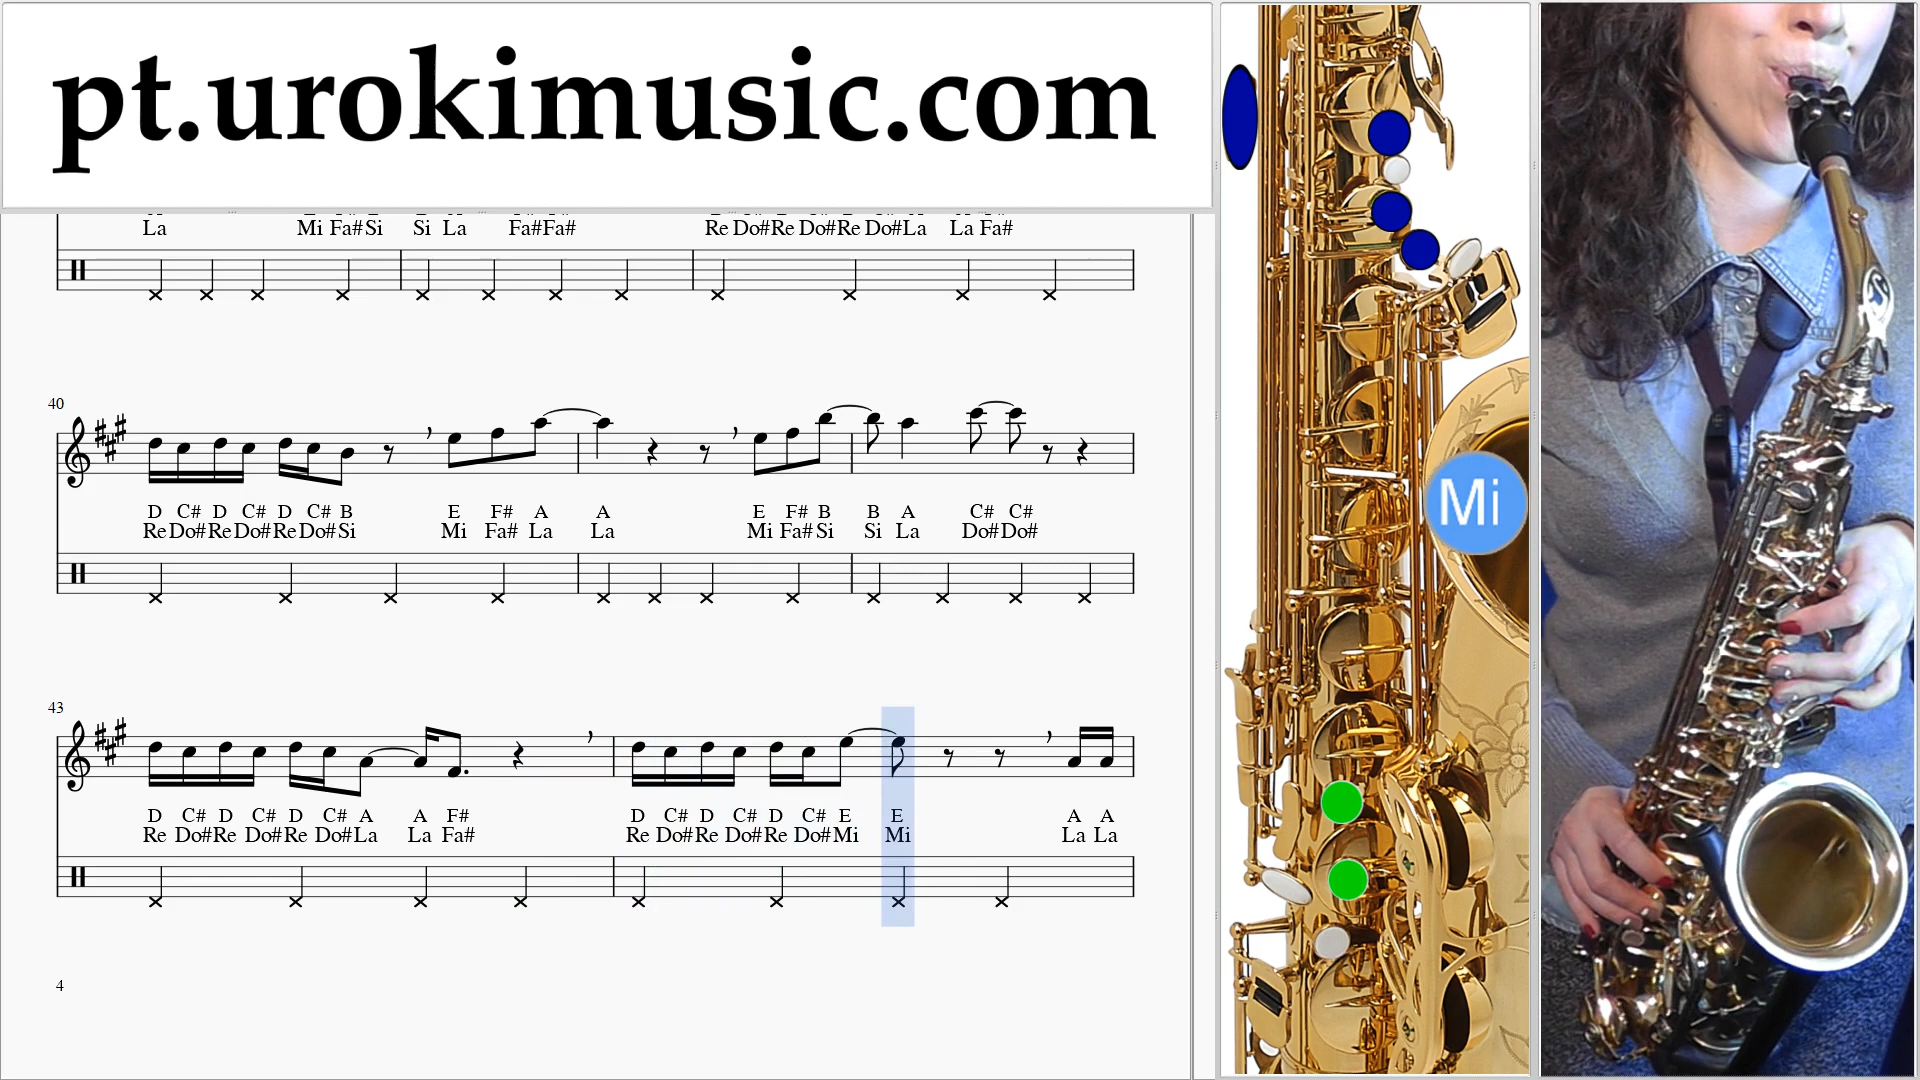 pt.urokimusic.com
La Mi Fa# Si Si La Fa# Fa# Re Do# Re Do# Re Do# La La Fa#
40
D C# D C# D C# B E F# A A E F# B B A C# C#
Re Do# Re Do# Re Do# Si Mi Fa# La La Mi Fa# Si Si La Do# Do#
Mi
43
D C# D C# D C# A A F# D C# D C# D C# E E A A
Re Do# Re Do# Re Do# La La Fa# Re Do# Re Do# Re Do# Mi Mi La La
4